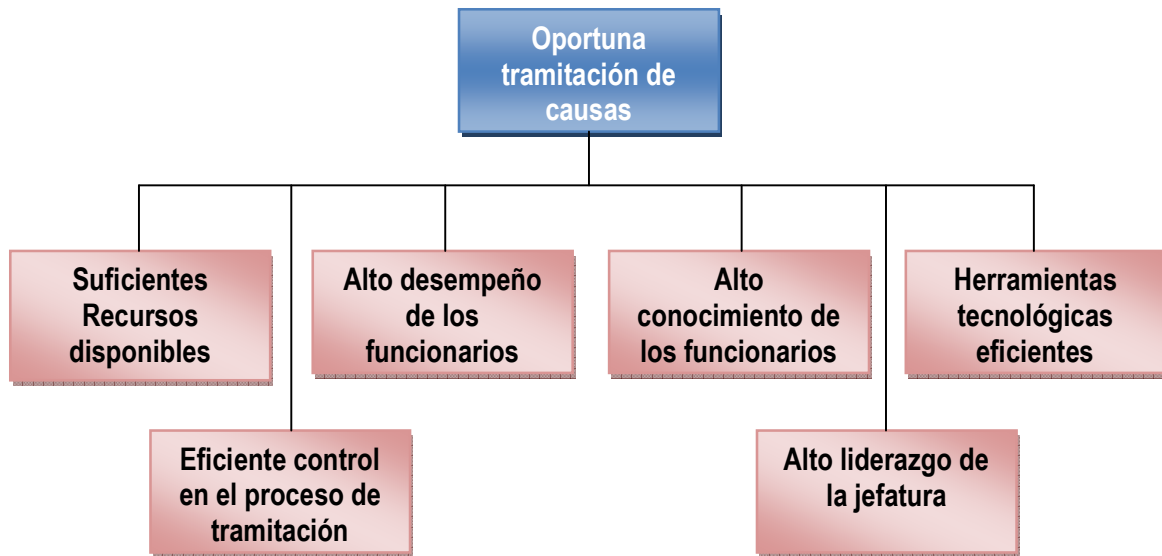 Oportuna
tramitación de
causas
Suficientes
Recursos
disponibles
Alto desempeño
de los
funcionarios
Alto
conocimiento de
los funcionarios
Herramientas
tecnológicas
eficientes
Eficiente control
en el proceso de
tramitación
Alto liderazgo de
la jefatura